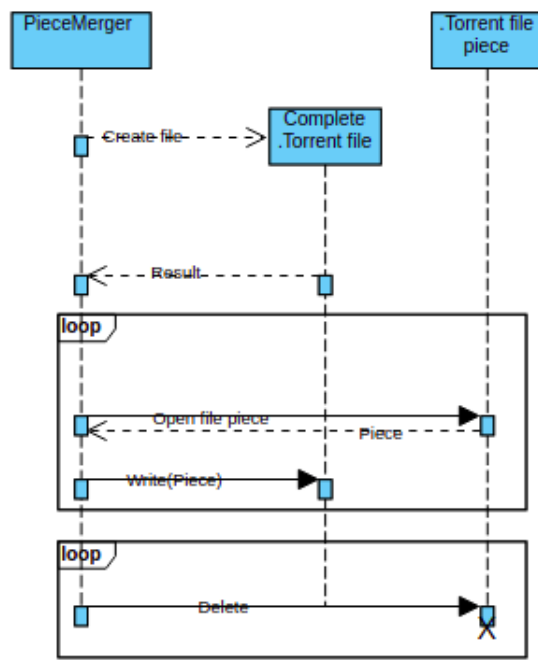 PieceMerger
.Torrent file
piece
Complete
.Torrent file
Create file
Result
loop
Open file piece
Piece
Write(Piece)
loop
Delete